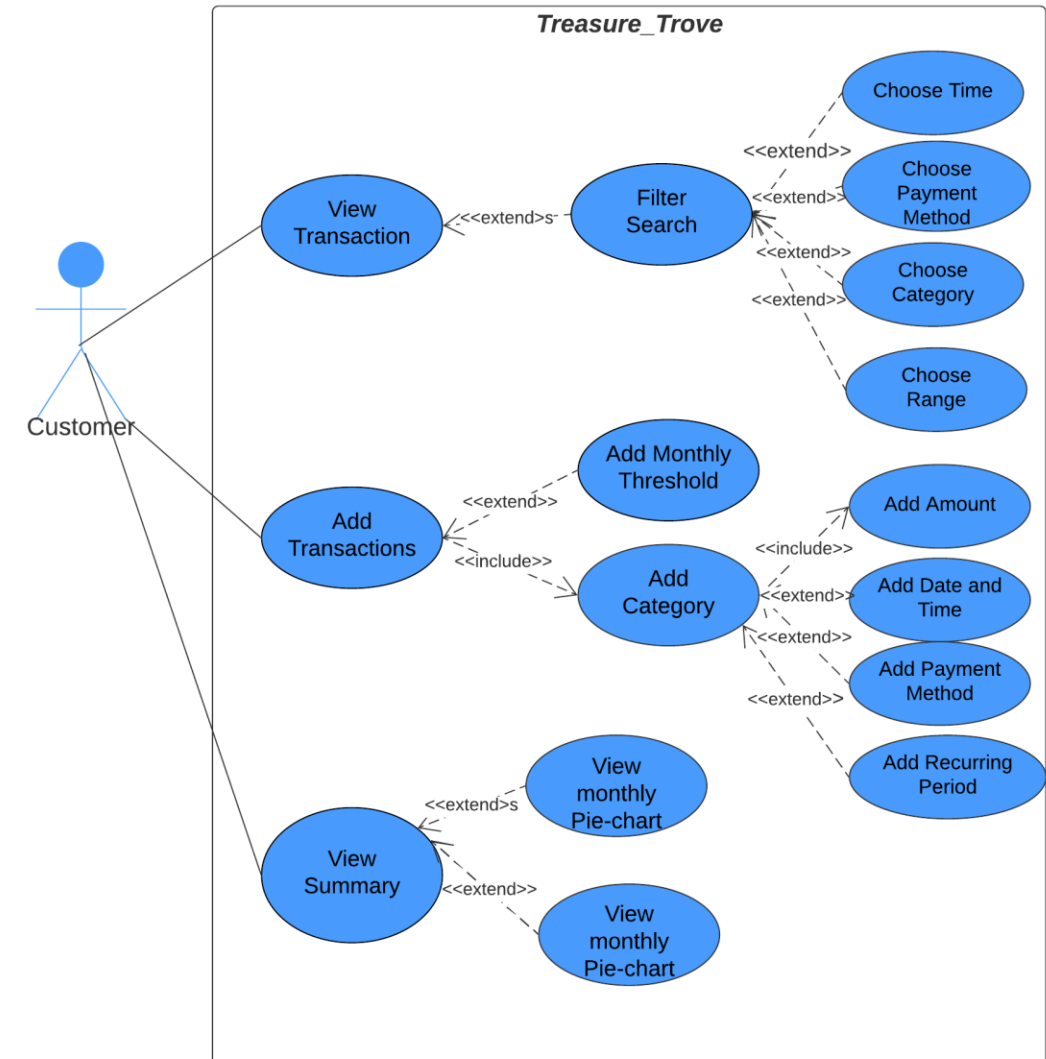 Treasure_Trove
Choose Time
<<extend>>
Choose
Payment
Method
<<extend>>
View
Transaction
<<extend>s
Filter
Search
<<extend>>
Choose
Category
<<extend>>
Choose
Range
Customer
Add Monthly
Threshold
<<extend>>
Add Amount
Add
Transactions
<<include>>
<<include>>
Add
Category
<<extend>>
Add Date and
Time
<<extend>>
Add Payment
Method
<<extend>>
Add Recurring
Period
View
monthly
Pie-chart
<<extend>s
View
Summary
<<extend>>
View
monthly
Pie-chart